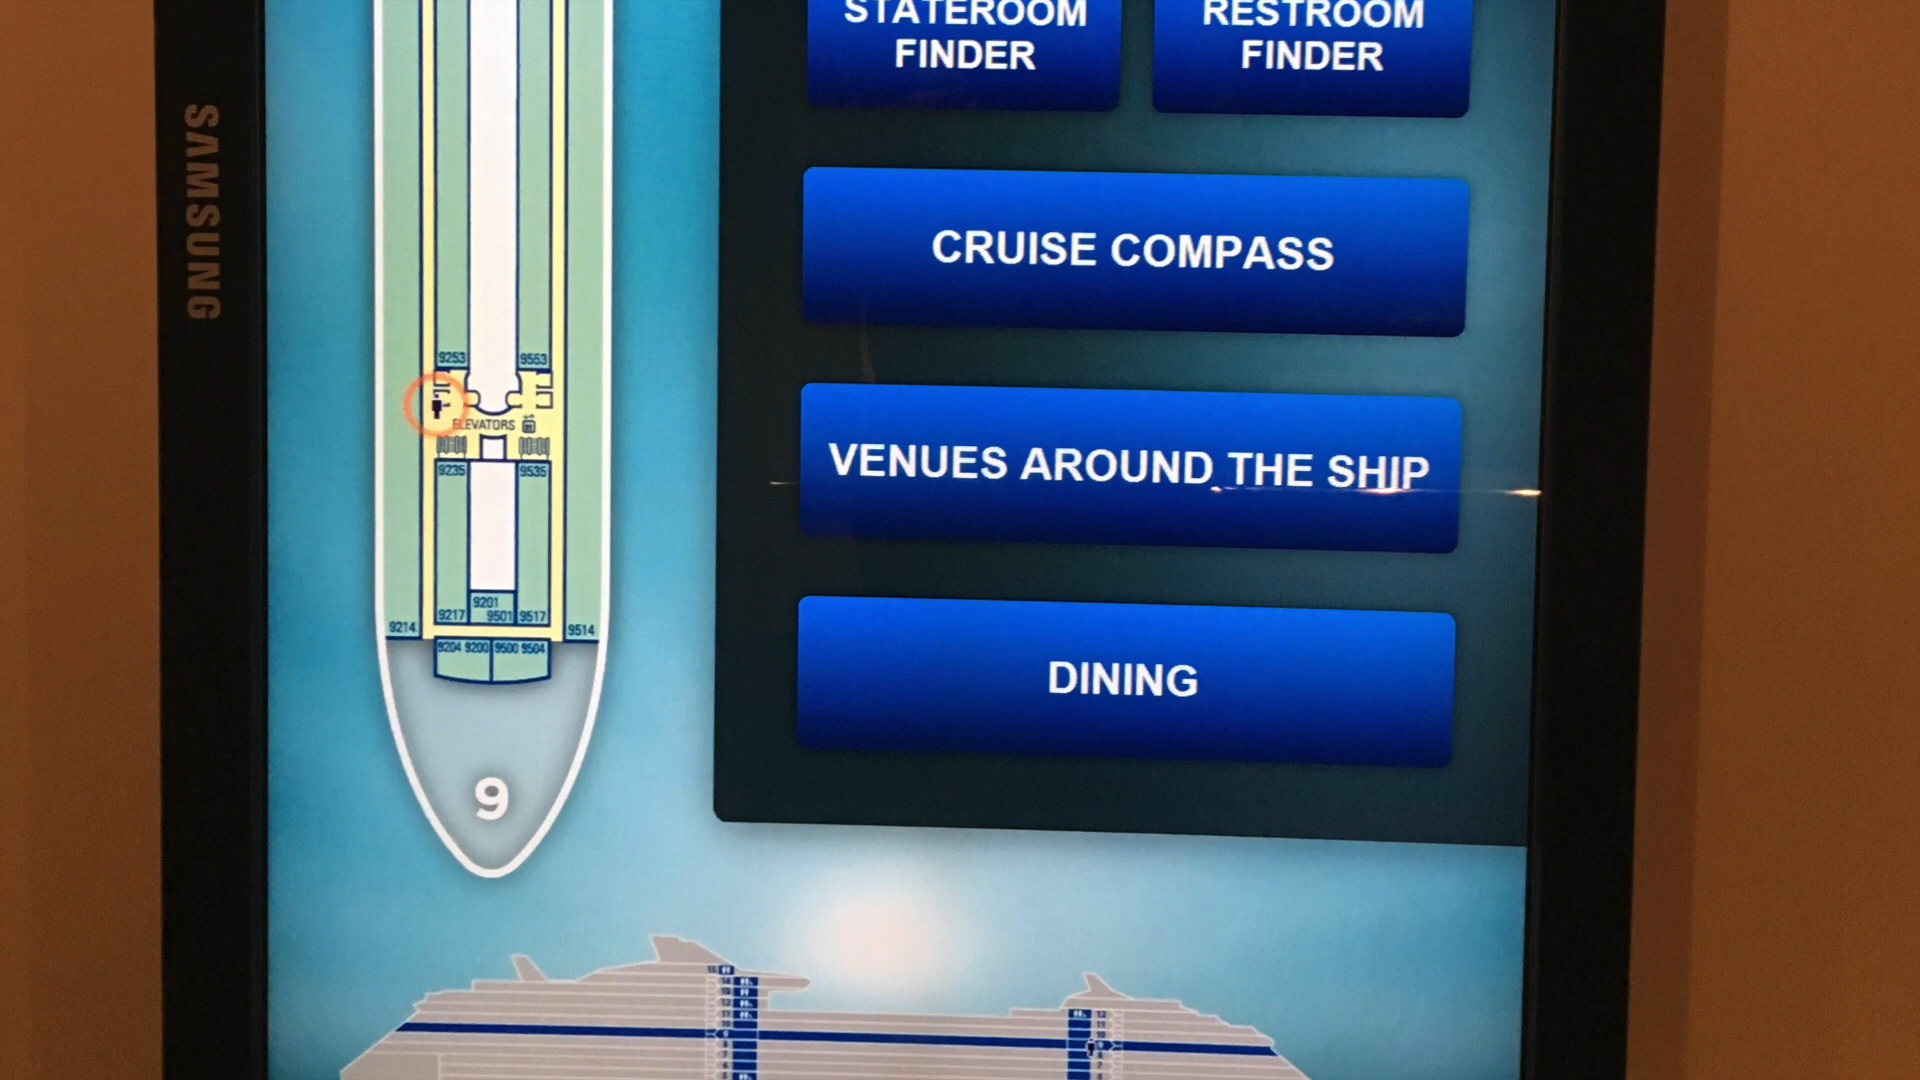 SAMSUNG
STATEROOM
FINDER
RESTROOM
FINDER
CRUISE COMPASS
VENUES AROUND THE SHIP
DINING
9253
9553
ELEVATORS
9235
9535
9201
9217
9501
9517
9214
9514
9204
9200
9500
9504
9